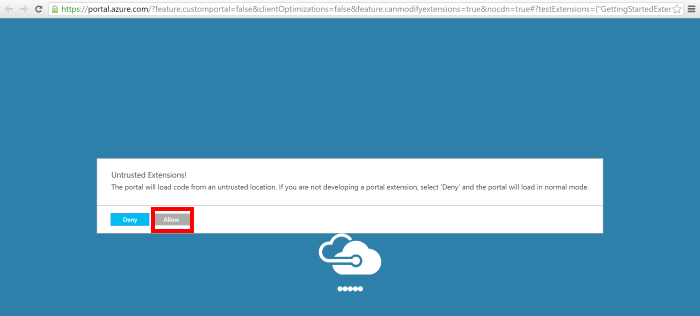 https://portal.azure.com/?feature.customportal=false&clientOptimizations=false&feature.canmodifyextensions=true&nocdn=true#?testExtensions={"GettingStartedExter
Untrusted Extensions!
The portal will load code from an untrusted location. If you are not developing a portal extension, select 'Deny' and the portal will load in normal mode.
Deny Allow